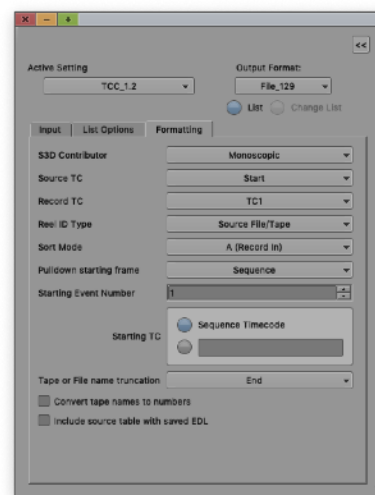 <<
Active Setting Output Format:
TCC_1.2 File_129
List Change List
Input List Options Formatting
S3D Contributor Monoscopic
Source TC Start
Record TC TC1
Reel ID Type Source File/Tape
Sort Mode A (Record In)
Pulldown starting frame Sequence
Starting Event Number 1
Sequence Timecode
Starting TC
Tape or File name truncation End
Convert tape names to numbers
Include source table with saved EDL